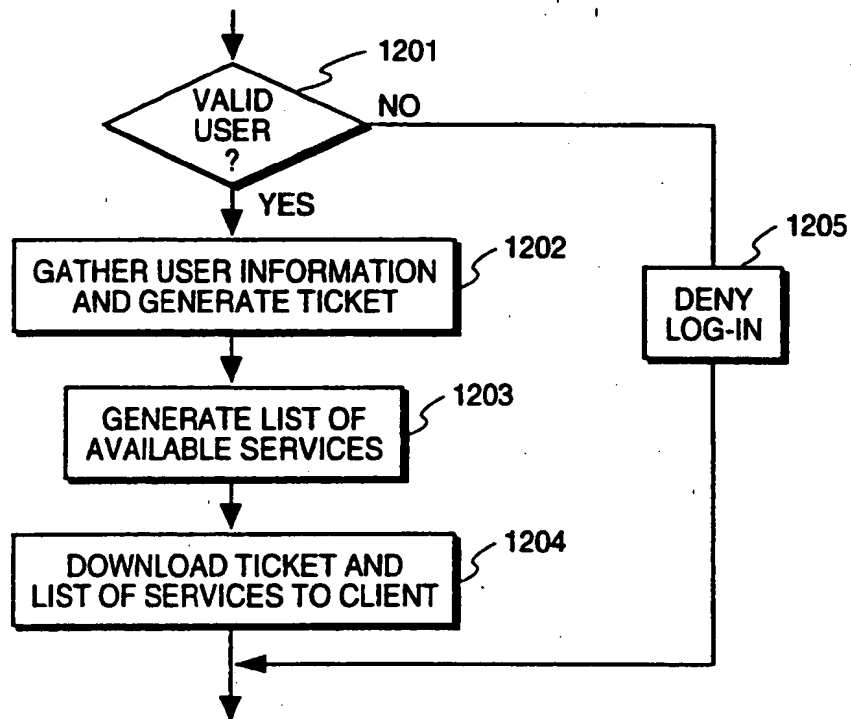 1201
VALID
USER
?
NO
YES
1202
GATHER USER INFORMATION
AND GENERATE TICKET
1205
DENY
LOG-IN
1203
GENERATE LIST OF
AVAILABLE SERVICES
1204
DOWNLOAD TICKET AND
LIST OF SERVICES TO CLIENT